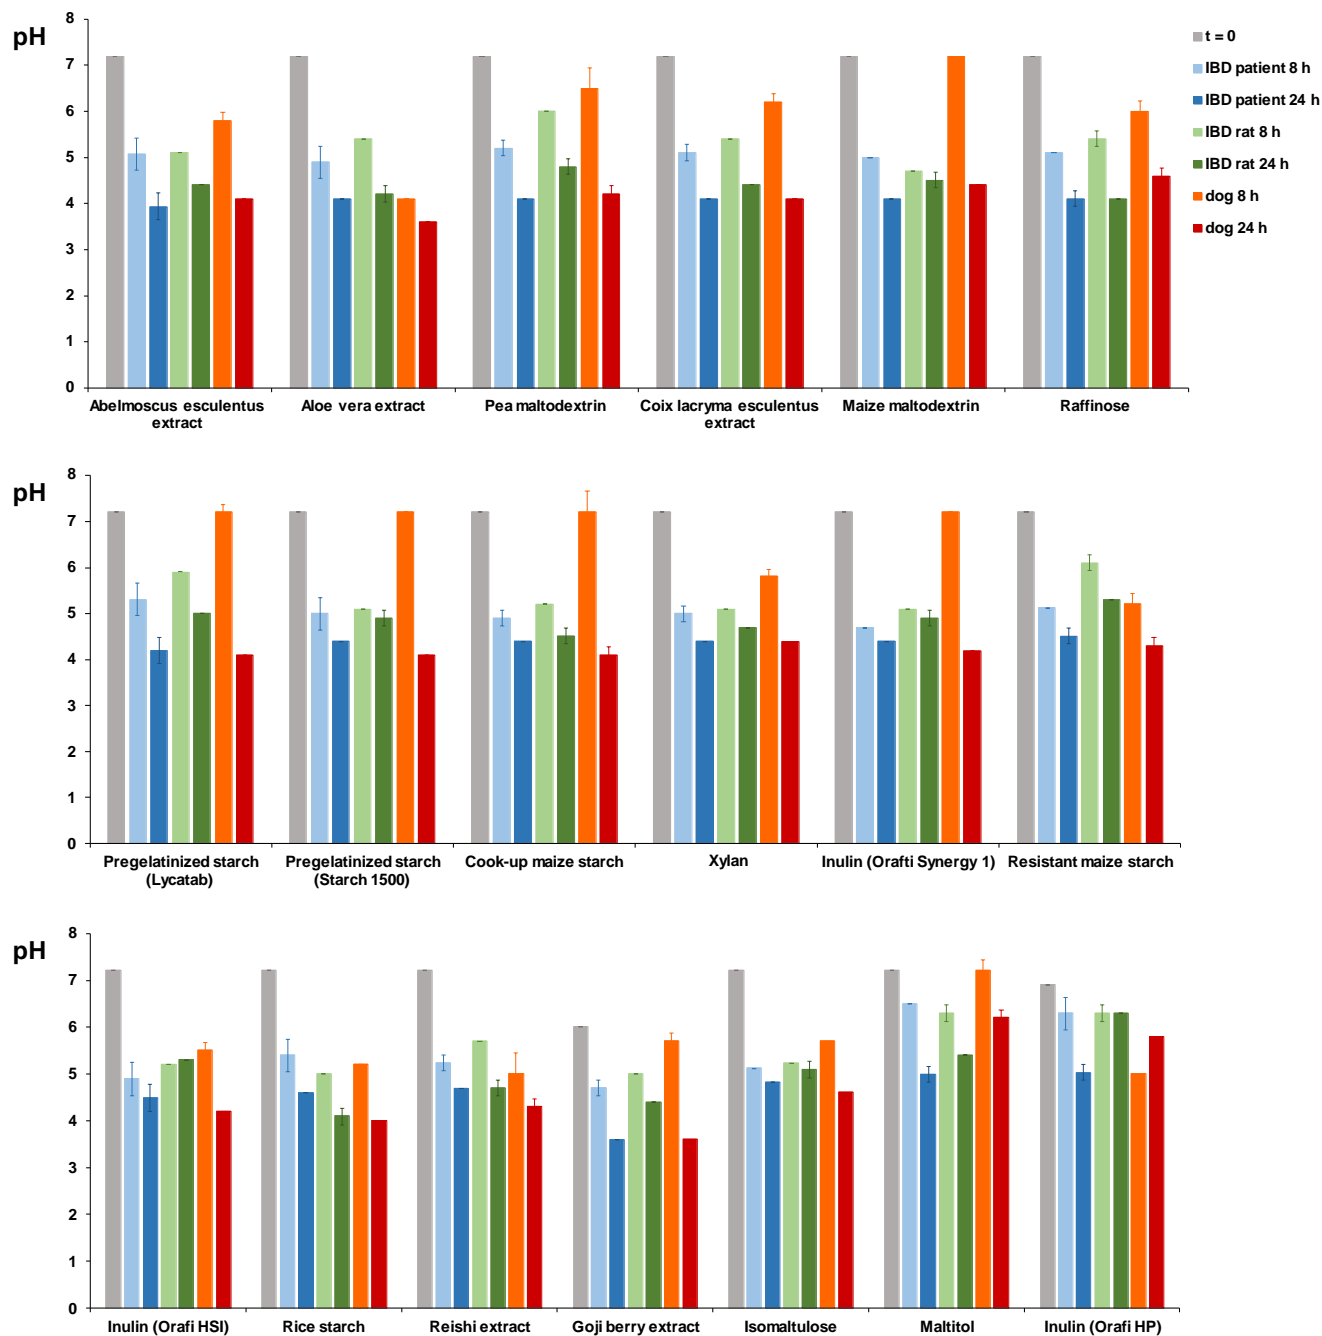 pH
8
7
6
5
4
3
2
1
0
Abelmoscus esculentus
extract
Aloe vera extract
Pea maltodextrin
Coix lacryma esculentus
extract
Maize maltodextrin
Raffinose
t = 0
IBD patient 8 h
IBD patient 24 h
IBD rat 8 h
IBD rat 24 h
dog 8 h
dog 24 h
pH
8
7
6
5
4
3
2
1
0
Pregelatinized starch
(Lycatab)
Pregelatinized starch
(Starch 1500)
Cook-up maize starch
Xylan
Inulin (Orafti Synergy 1)
Resistant maize starch
pH
8
7
6
5
4
3
2
1
0
Inulin (Orafi HSI)
Rice starch
Reishi extract
Goji berry extract
Isomaltulose
Maltitol
Inulin (Orafi HP)